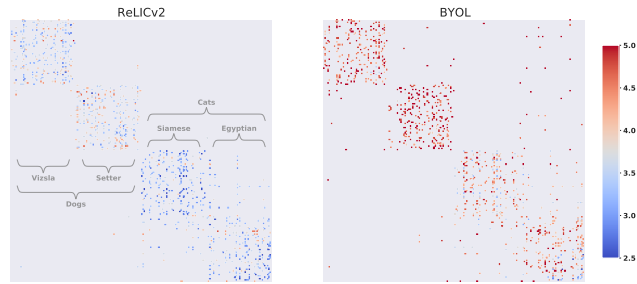 ReLICv2
BYOL
Cats
Siamese
Egyptian
Vizsla
Setter
Dogs
5.0
4.5
4.0
3.5
3.0
2.5